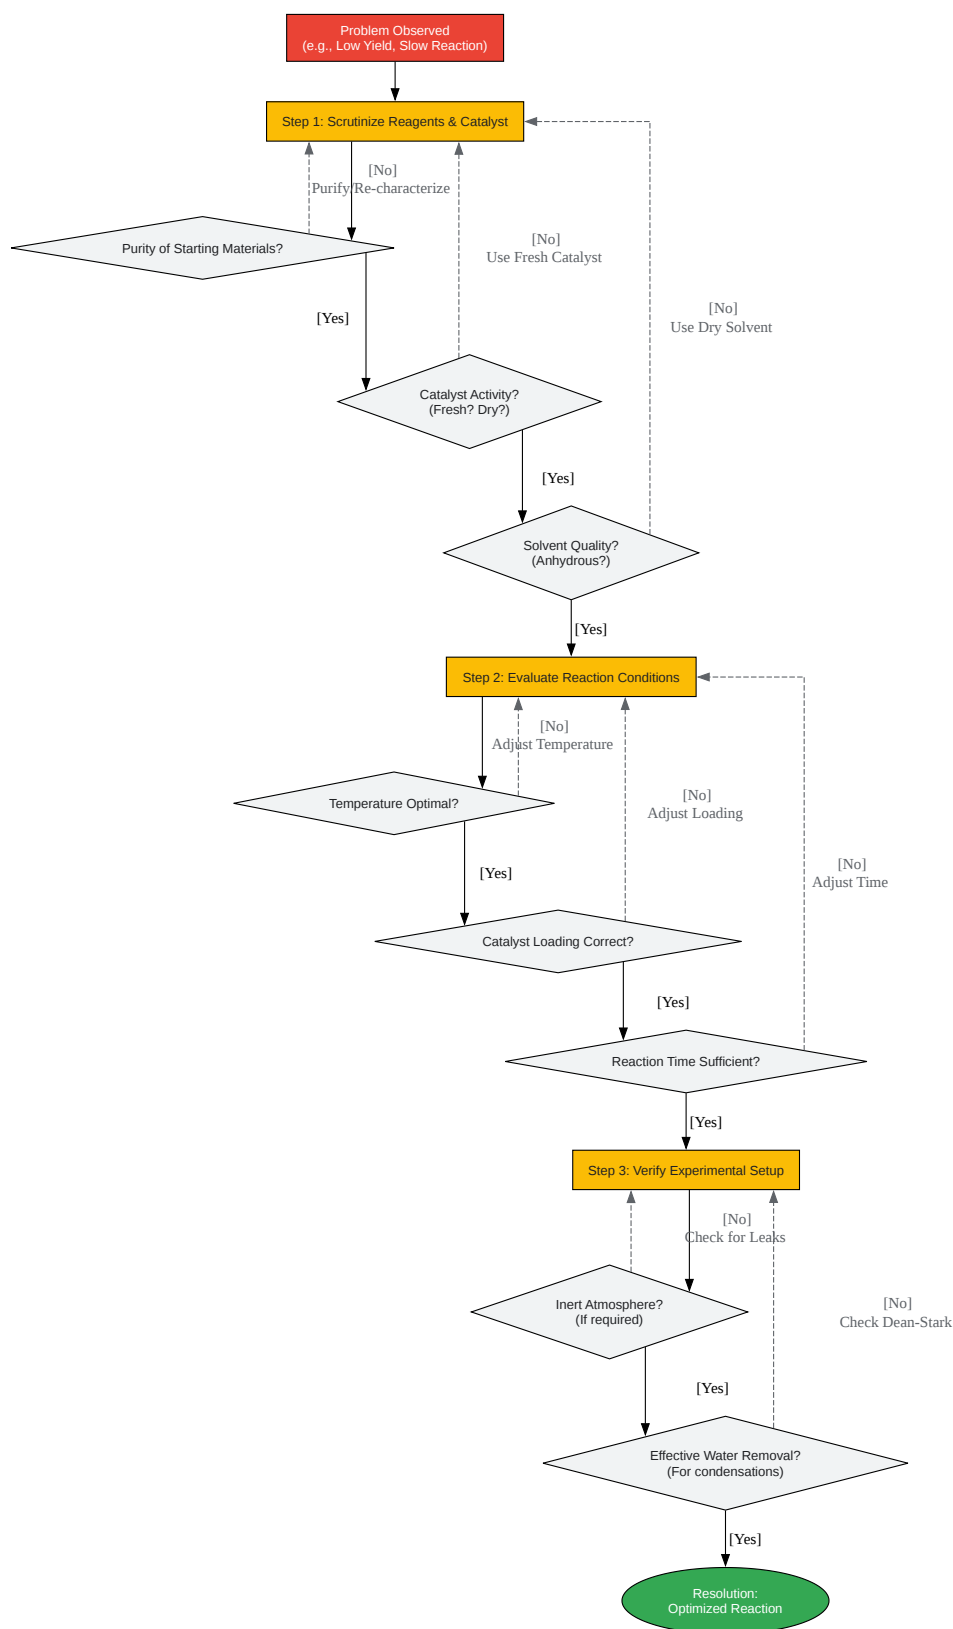 Problem Observed
(e.g., Low Yield, Slow Reaction)
Step 1: Scrutinize Reagents & Catalyst
[No]
Purify/Re-characterize
Purity of Starting Materials?
[No]
Use Fresh Catalyst
[No]
Use Dry Solvent
[Yes]
Catalyst Activity?
(Fresh? Dry?)
[Yes]
Solvent Quality?
(Anhydrous?)
[Yes]
Step 2: Evaluate Reaction Conditions
[No]
Adjust Temperature
Temperature Optimal?
[No]
Adjust Loading
[No]
Adjust Time
[Yes]
Catalyst Loading Correct?
[Yes]
Reaction Time Sufficient?
[Yes]
Step 3: Verify Experimental Setup
[No]
Check for Leaks
Inert Atmosphere?
(If required)
[No]
Check Dean-Stark
[Yes]
Effective Water Removal?
(For condensations)
[Yes]
Resolution:
Optimized Reaction